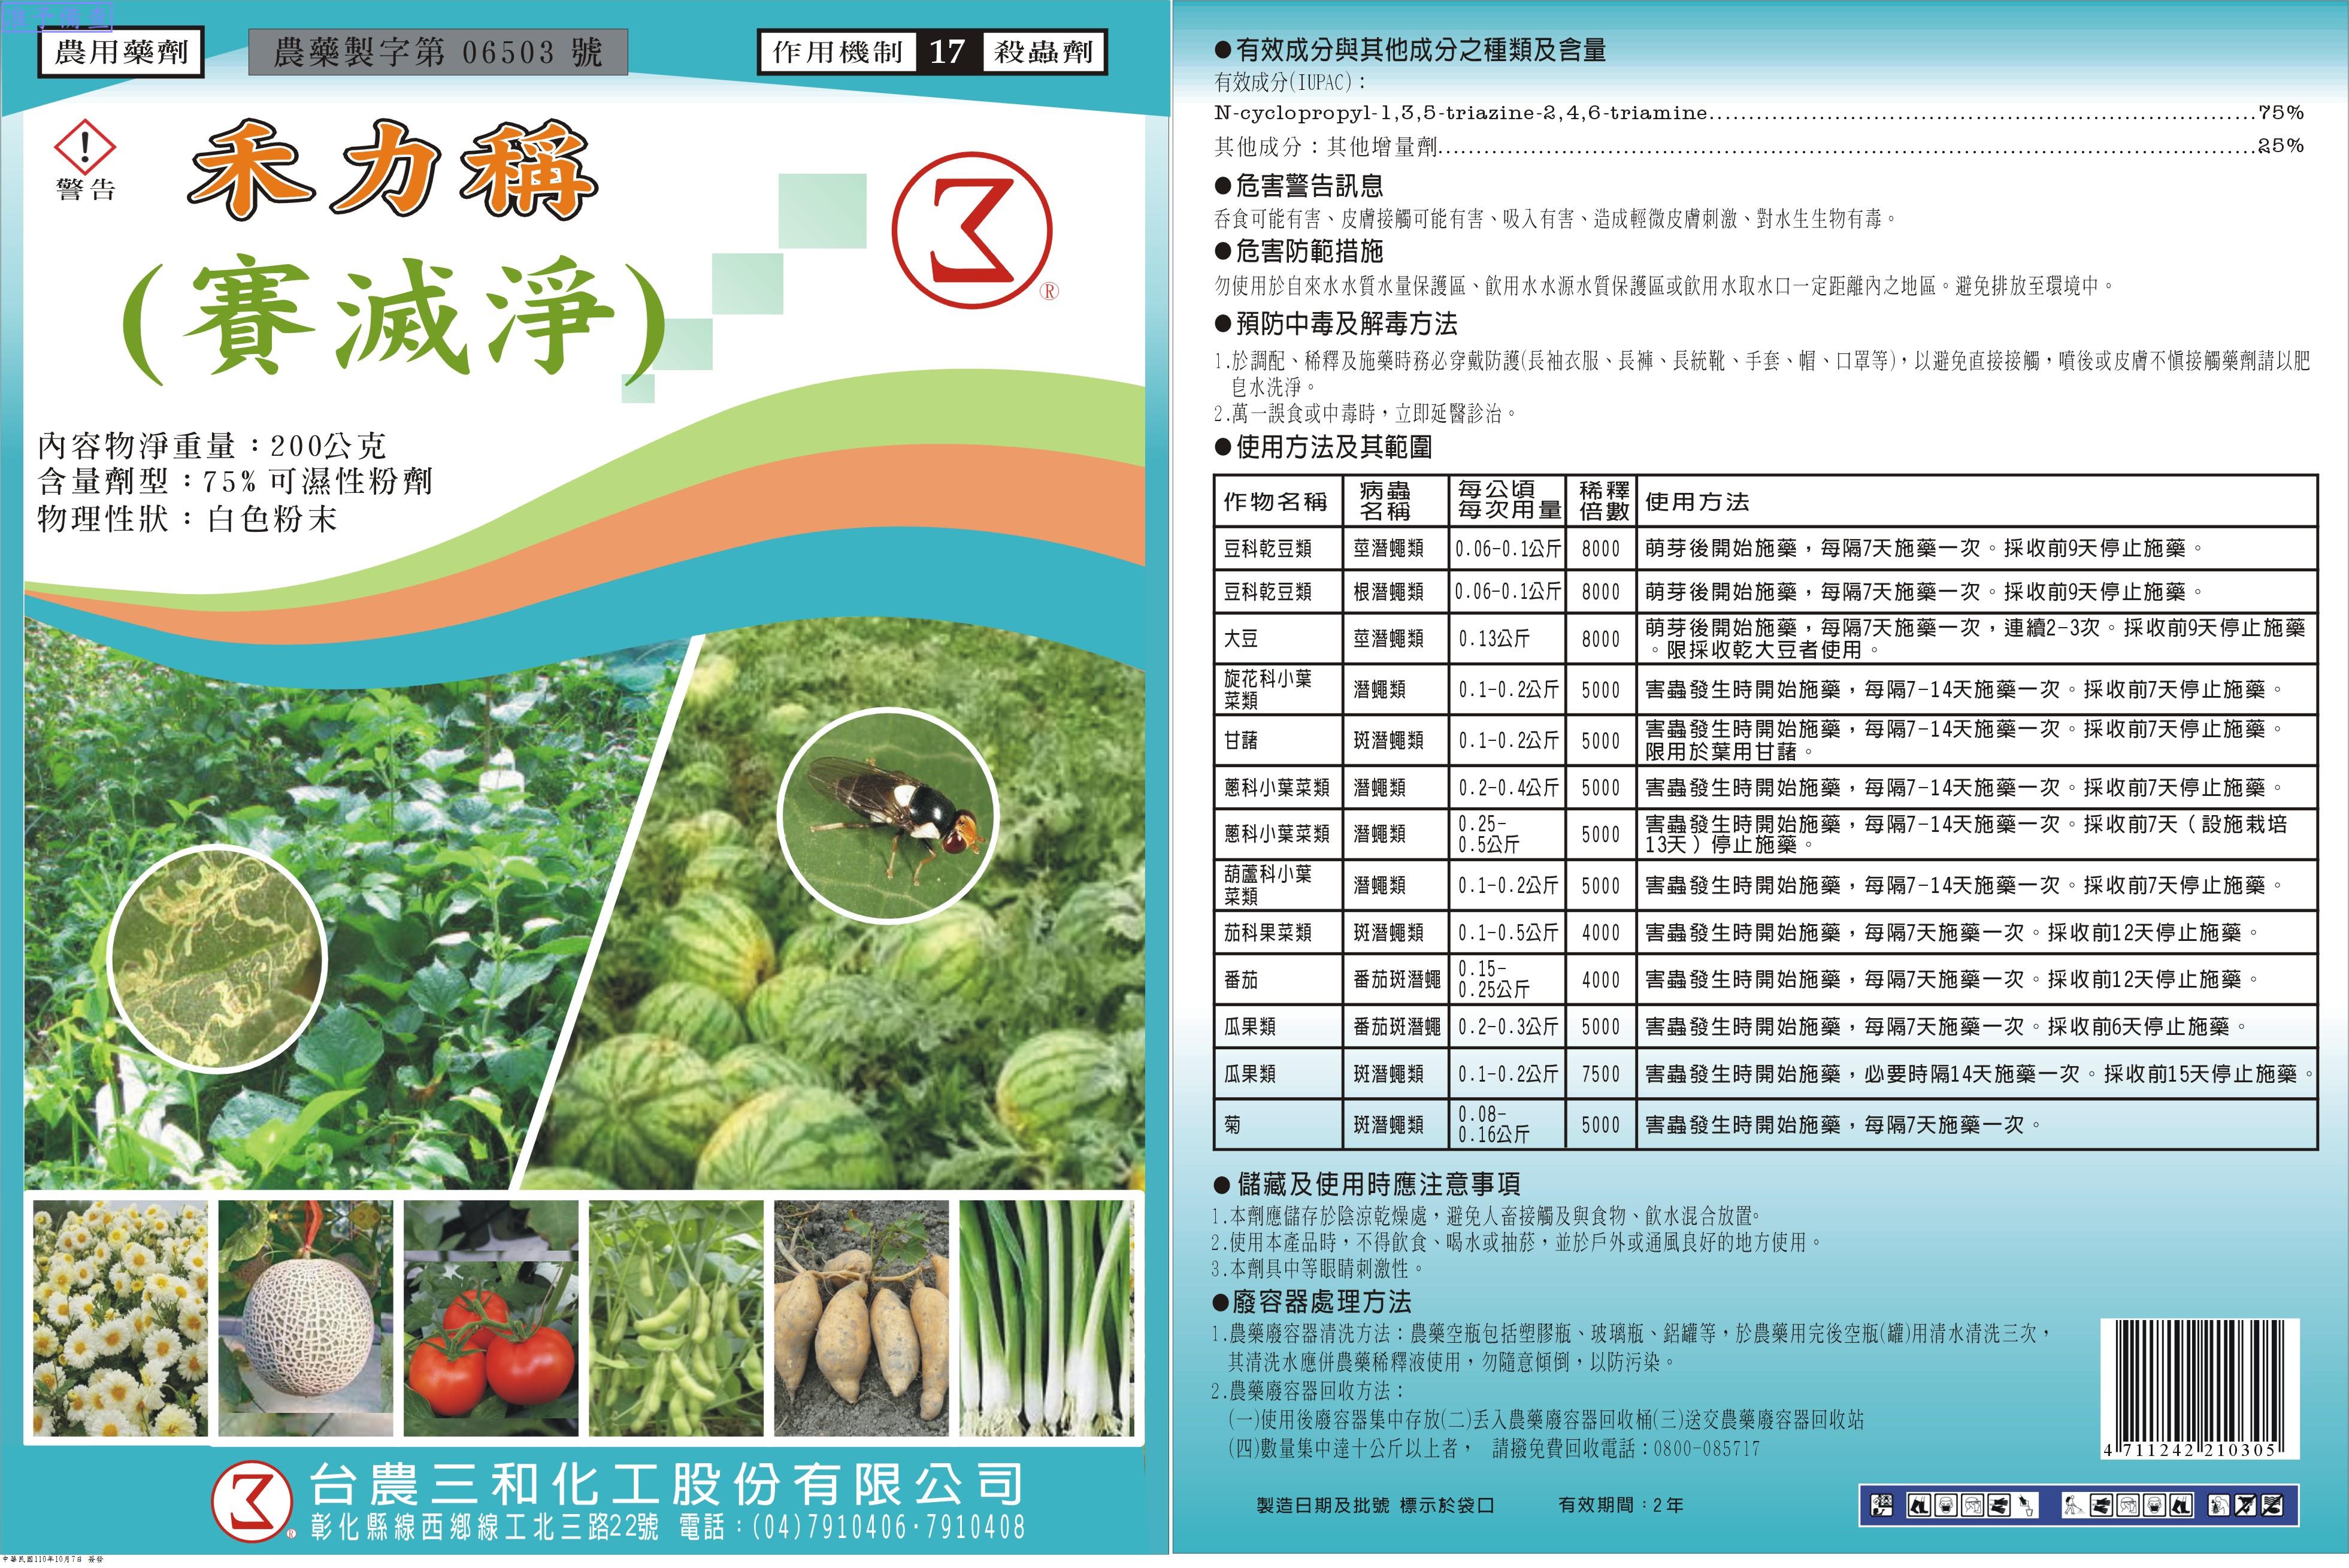 准予備查
農用藥劑
農藥製字第 06503 號
作用機制 17 殺蟲劑
警告
禾力稱
(賽滅淨)
®
內容物淨重量：200公克
含量劑型：75% 可濕性粉劑
物理性狀：白色粉末
®
台農三和化工股份有限公司
彰化縣線西鄉線工北三路22號 電話：(04)7910406·7910408
中華民國110年10月7日 簽發
●有效成分與其他成分之種類及含量
有效成分(IUPAC)：
N-cyclopropyl-1,3,5-triazine-2,4,6-triamine...........75%
其他成分：其他增量劑...........25%
●危害警告訊息
吞食可能有害、皮膚接觸可能有害、吸入有害、造成輕微皮膚刺激、對水生生物有毒。
●危害防範措施
勿使用於自來水水質水量保護區、飲用水水源水質保護區或飲用水取水口一定距離內之地區。避免排放至環境中。
●預防中毒及解毒方法
1.於調配、稀釋及施藥時務必穿戴防護(長袖衣服、長褲、長統靴、手套、帽、口罩等)，以避免直接接觸，噴後或皮膚不慎接觸藥劑請以肥
皂水洗淨。
2.萬一誤食或中毒時，立即延醫診治。
●使用方法及其範圍
作物名稱 病蟲名稱 每公頃每次用量 稀釋倍數 使用方法
豆科乾豆類 莖潛蠅類 0.06-0.1公斤 8000 萌芽後開始施藥，每隔7天施藥一次。採收前9天停止施藥。
豆科乾豆類 根潛蠅類 0.06-0.1公斤 8000 萌芽後開始施藥，每隔7天施藥一次。採收前9天停止施藥。
大豆 莖潛蠅類 0.13公斤 8000 萌芽後開始施藥，每隔7天施藥一次，連續2-3次。採收前9天停止施藥
。限採收乾大豆者使用。
旋花科小葉菜類 潛蠅類 0.1-0.2公斤 5000 害蟲發生時開始施藥，每隔7-14天施藥一次。採收前7天停止施藥。
甘藷 斑潛蠅類 0.1-0.2公斤 5000 害蟲發生時開始施藥，每隔7-14天施藥一次。採收前7天停止施藥。
限用於葉用甘藷。
蔥科小葉菜類 潛蠅類 0.2-0.4公斤 5000 害蟲發生時開始施藥，每隔7-14天施藥一次。採收前7天停止施藥。
蔥科小葉菜類 潛蠅類 0.25-0.5公斤 5000 害蟲發生時開始施藥，每隔7-14天施藥一次。採收前7天（設施栽培
13天）停止施藥。
葫蘆科小葉菜類 潛蠅類 0.1-0.2公斤 5000 害蟲發生時開始施藥，每隔7-14天施藥一次。採收前7天停止施藥。
茄科果菜類 斑潛蠅類 0.1-0.5公斤 4000 害蟲發生時開始施藥，每隔7天施藥一次。採收前12天停止施藥。
番茄 番茄斑潛蠅 0.15-0.25公斤 4000 害蟲發生時開始施藥，每隔7天施藥一次。採收前12天停止施藥。
瓜果類 番茄斑潛蠅 0.2-0.3公斤 5000 害蟲發生時開始施藥，每隔7天施藥一次。採收前6天停止施藥。
瓜果類 斑潛蠅類 0.1-0.2公斤 7500 害蟲發生時開始施藥，必要時隔14天施藥一次。採收前15天停止施藥。
菊 斑潛蠅類 0.08-0.16公斤 5000 害蟲發生時開始施藥，每隔7天施藥一次。
●儲藏及使用時應注意事項
1.本劑應儲存於陰涼乾燥處，避免人畜接觸及與食物、飲水混合放置。
2.使用本產品時，不得飲食、喝水或抽菸，並於戶外或通風良好的地方使用。
3.本劑具中等眼睛刺激性。
●廢容器處理方法
1.農藥廢容器清洗方法：農藥空瓶包括塑膠瓶、玻璃瓶、鋁罐等，於農藥用完後空瓶(罐)用清水清洗三次，
其清洗水應併農藥稀釋液使用，勿隨意傾倒，以防污染。
2.農藥廢容器回收方法：
(一)使用後廢容器集中存放(二)丟入農藥廢容器回收桶(三)送交農藥廢容器回收站
(四)數量集中達十公斤以上者， 請撥免費回收電話：0800-085717
4 711242 210305
製造日期及批號 標示於袋口 有效期間：2年